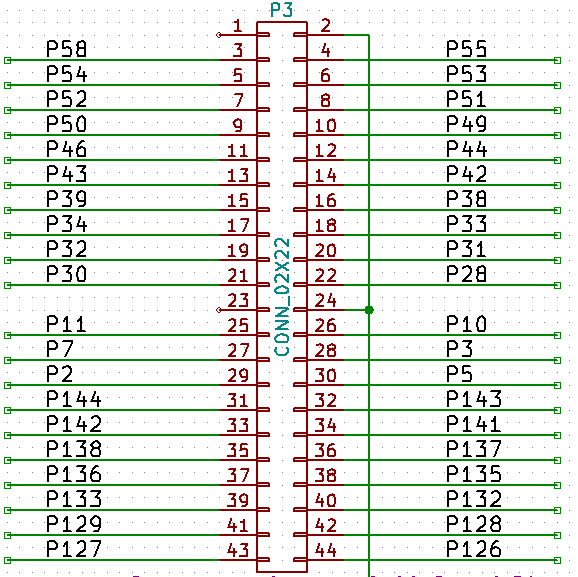 P3
1 2
P58 3 4 P55
P54 5 6 P53
P52 7 8 P51
P50 9 10 P49
P46 11 12 P44
P43 13 14 P42
P39 15 16 P38
P34 17 18 P33
P32 19 20 P31
P30 21 22 P28
23 24
P11 25 26 P10
P7 27 28 P3
P2 29 30 P5
P144 31 32 P143
P142 33 34 P141
P138 35 36 P137
P136 37 38 P135
P133 39 40 P132
P129 41 42 P128
P127 43 44 P126
CONN_02X22